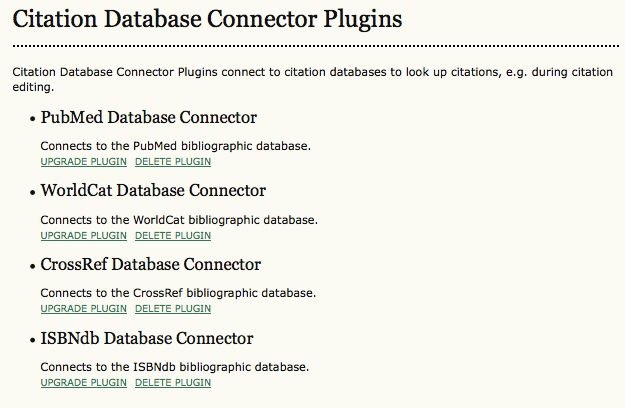 Citation Database Connector Plugins
Citation Database Connector Plugins connect to citation databases to look up citations, e.g. during citation
editing.
• PubMed Database Connector
Connects to the PubMed bibliographic database.
UPGRADE PLUGIN DELETE PLUGIN
• WorldCat Database Connector
Connects to the WorldCat bibliographic database.
UPGRADE PLUGIN DELETE PLUGIN
• CrossRef Database Connector
Connects to the CrossRef bibliographic database.
UPGRADE PLUGIN DELETE PLUGIN
• ISBNdb Database Connector
Connects to the ISBNdb bibliographic database.
UPGRADE PLUGIN DELETE PLUGIN